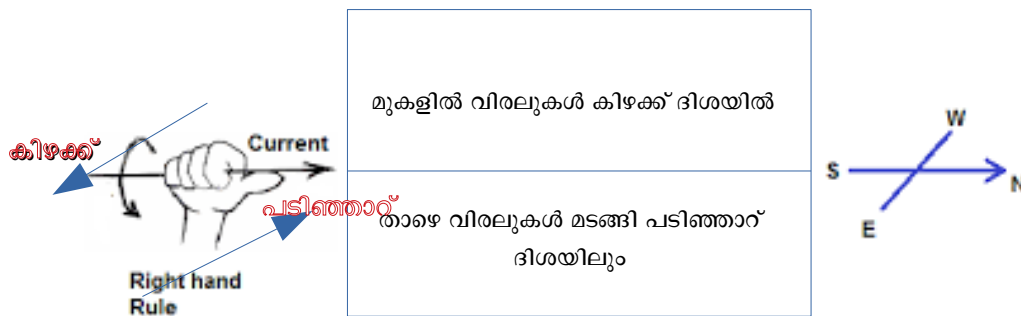 കിഴക്ക്
Current
പടിഞ്ഞാറ്
Right hand
Rule
മുകളിൽ വിരലുകൾ കിഴക്ക് ദിശയിൽ
താഴെ വിരലുകൾ മടങ്ങി പടിഞ്ഞാറ്
ദിശയിലും
W
S
N
E